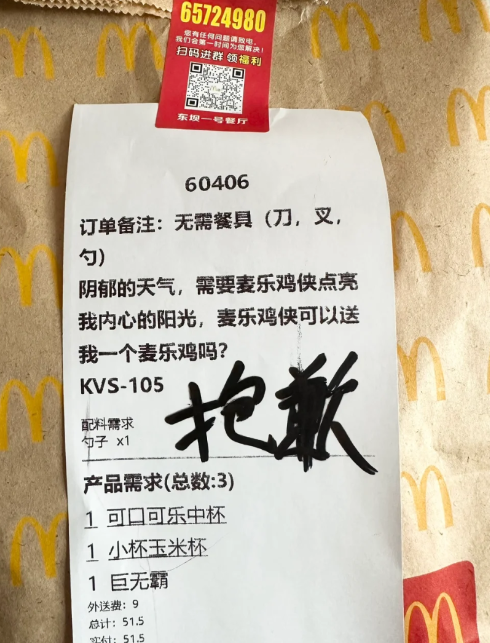 65724980
您有任何问题请致电,
我们会第一时间为您解决!
扫码进群 领福利
东坝一号餐厅
60406
订单备注:无需餐具(刀,叉,
勺)
阴郁的天气,需要麦乐鸡侠点亮
我内心的阳光,麦乐鸡侠可以送
我一个麦乐鸡吗?
KVS-105
抱歉
配料需求
勺子 x1
产品需求(总数:3)
1 可口可乐中杯
1 小杯玉米杯
1 巨无霸
外送费:9
总计:51.5
实付:51.5